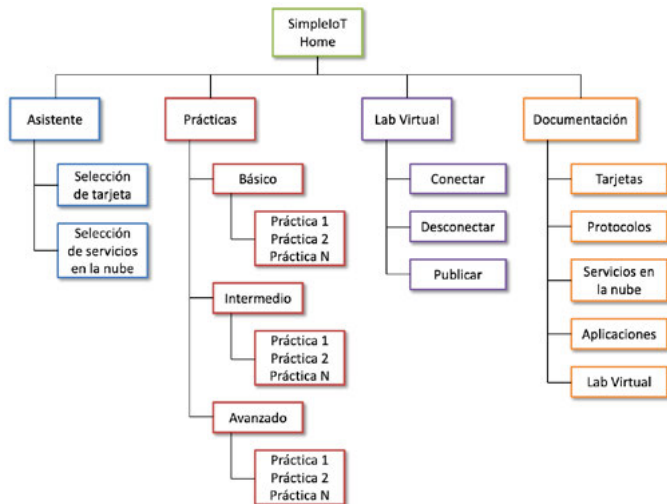 SimpleIoT
Home
Asistente
Prácticas
Lab Virtual
Documentación
Selección
de tarjeta
Selección
de servicios
en la nube
Básico
Práctica 1
Práctica 2
Práctica N
Intermedio
Práctica 1
Práctica 2
Práctica N
Avanzado
Práctica 1
Práctica 2
Práctica N
Conectar
Desconectar
Publicar
Tarjetas
Protocolos
Servicios en
la nube
Aplicaciones
Lab Virtual